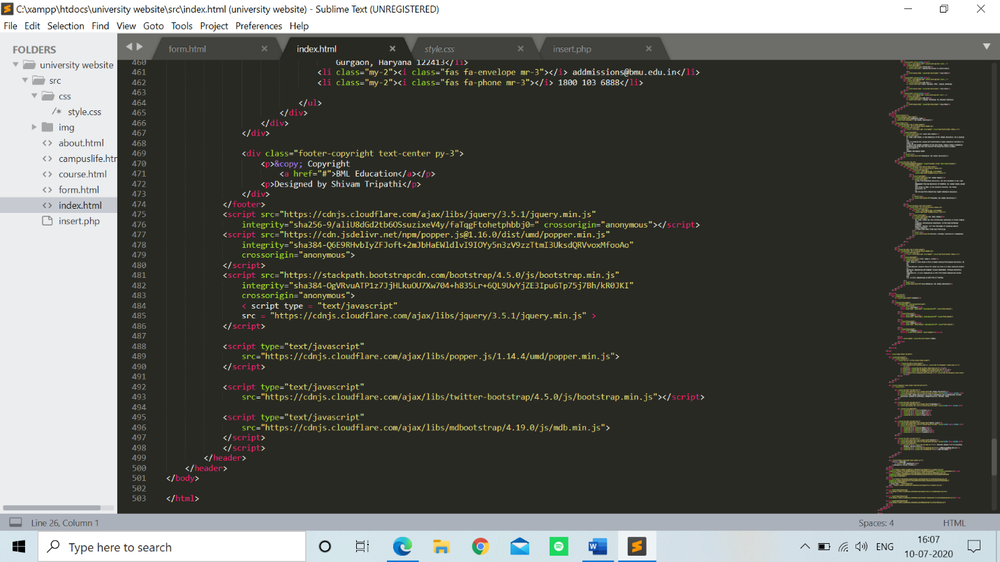 C:\xampp\htdocs\university website\src\index.html (university website) - Sublime Text (UNREGISTERED)
File Edit Selection Find View Goto Tools Project Preferences Help
FOLDERS
university website
src
css
/* style.css
img
<> about.html
<> campuslife.htm
<> course.html
<> form.html
<> index.html
insert.php
form.html index.html style.css insert.php
460 Gurgaon, Haryana 122413</li>
461 <li class="my-2"><i class="fas fa-envelope mr-3"></i> addmissions@bmu.edu.in</li>
462 <li class="my-2"><i class="fas fa-phone mr-3"></i> 1800 103 6888</li>
463
464 </ul>
465 </div>
466 </div>
467 </div>
468
469 <div class="footer-copyright text-center py-3">
470 <p>&copy; Copyright
471 <a href="#">BML Education</a></p>
472 <p>Designed by Shivam Tripathi</p>
473 </div>
474 </footer>
475 <script src="https://cdnjs.cloudflare.com/ajax/libs/jquery/3.5.1/jquery.min.js"
476 integrity="sha256-9/aliU8dGd2tb6OSsuzixeV4y/faTqgFtohetphbbj0=" crossorigin="anonymous"></script>
477 <script src="https://cdn.jsdelivr.net/npm/popper.js@1.16.0/dist/umd/popper.min.js"
478 integrity="sha384-Q6E9RHvbIyZFJoft+2mJbHaEWldlvI9IOYy5n3zV9zzTtmI3UksdQRVvoxMfooAo"
479 crossorigin="anonymous">
480 </script>
481 <script src="https://stackpath.bootstrapcdn.com/bootstrap/4.5.0/js/bootstrap.min.js"
482 integrity="sha384-OgVRvuATP1z7JjHLkuOU7Xw704+h835Lr+6QL9UvYjZE3Ipu6Tp75j7Bh/kR0JKI"
483 crossorigin="anonymous">
484 < script type = "text/javascript"
485 src = "https://cdnjs.cloudflare.com/ajax/libs/jquery/3.5.1/jquery.min.js" >
486 </script>
487
488 <script type="text/javascript"
489 src="https://cdnjs.cloudflare.com/ajax/libs/popper.js/1.14.4/umd/popper.min.js">
490 </script>
491
492 <script type="text/javascript"
493 src="https://cdnjs.cloudflare.com/ajax/libs/twitter-bootstrap/4.5.0/js/bootstrap.min.js"></script>
494
495 <script type="text/javascript"
496 src="https://cdnjs.cloudflare.com/ajax/libs/mdbootstrap/4.19.0/js/mdb.min.js">
497 </script>
498 </script>
499 </header>
500 </header>
501 </body>
502
503 </html>
Line 26, Column 1 Spaces: 4 HTML
Type here to search
ENG
16:07
10-07-2020